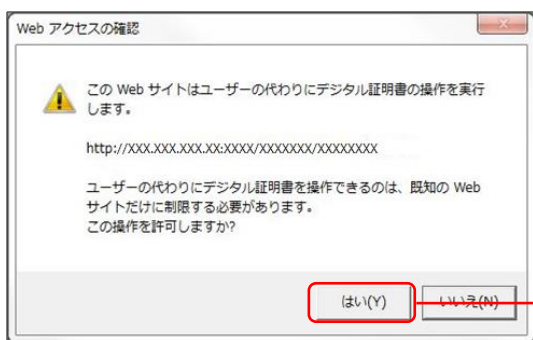 Web アクセスの確認
この Web サイトはユーザーの代わりにデジタル証明書の操作を実行
します。
http://XXX.XXX.XXX.XX:XXXX/XXXXXXX/XXXXXXXX
ユーザーの代わりにデジタル証明書を操作できるのは、既知の Web
サイトだけに制限する必要があります。
この操作を許可しますか?
はい(Y)
いいえ(N)